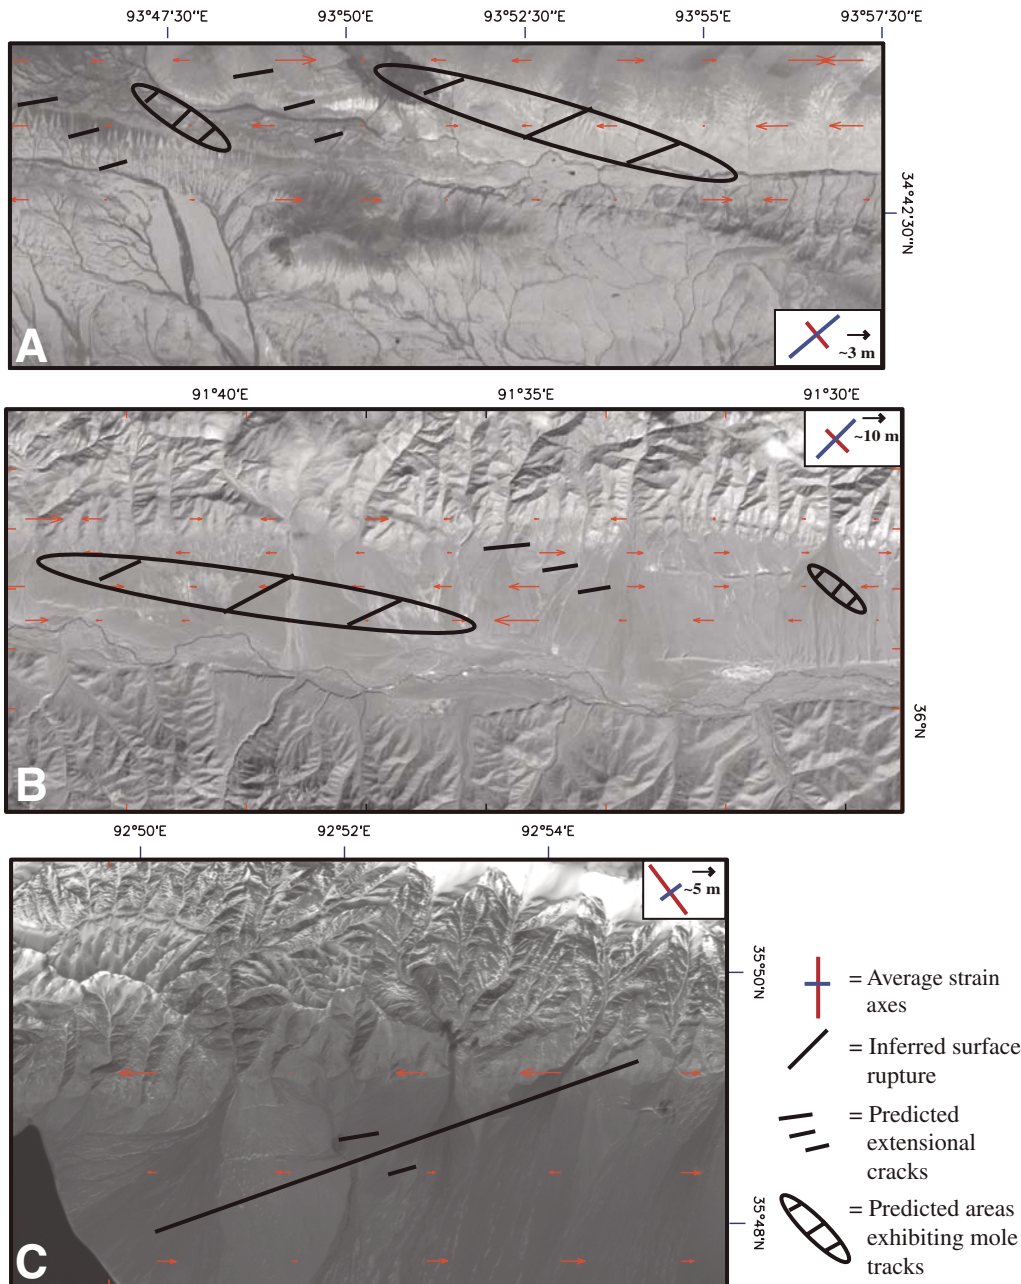 93°47'30"E 93°50'E 93°52'30"E 93°55'E 93°57'30"E
34°42'30"N
A
~3 m
91°40'E 91°35'E 91°30'E
~10 m
36°N
B
92°50'E 92°52'E 92°54'E
~5 m
35°50'N
35°48'N
C
= Average strain
axes
= Inferred surface
rupture
= Predicted
extensional
cracks
= Predicted areas
exhibiting mole
tracks